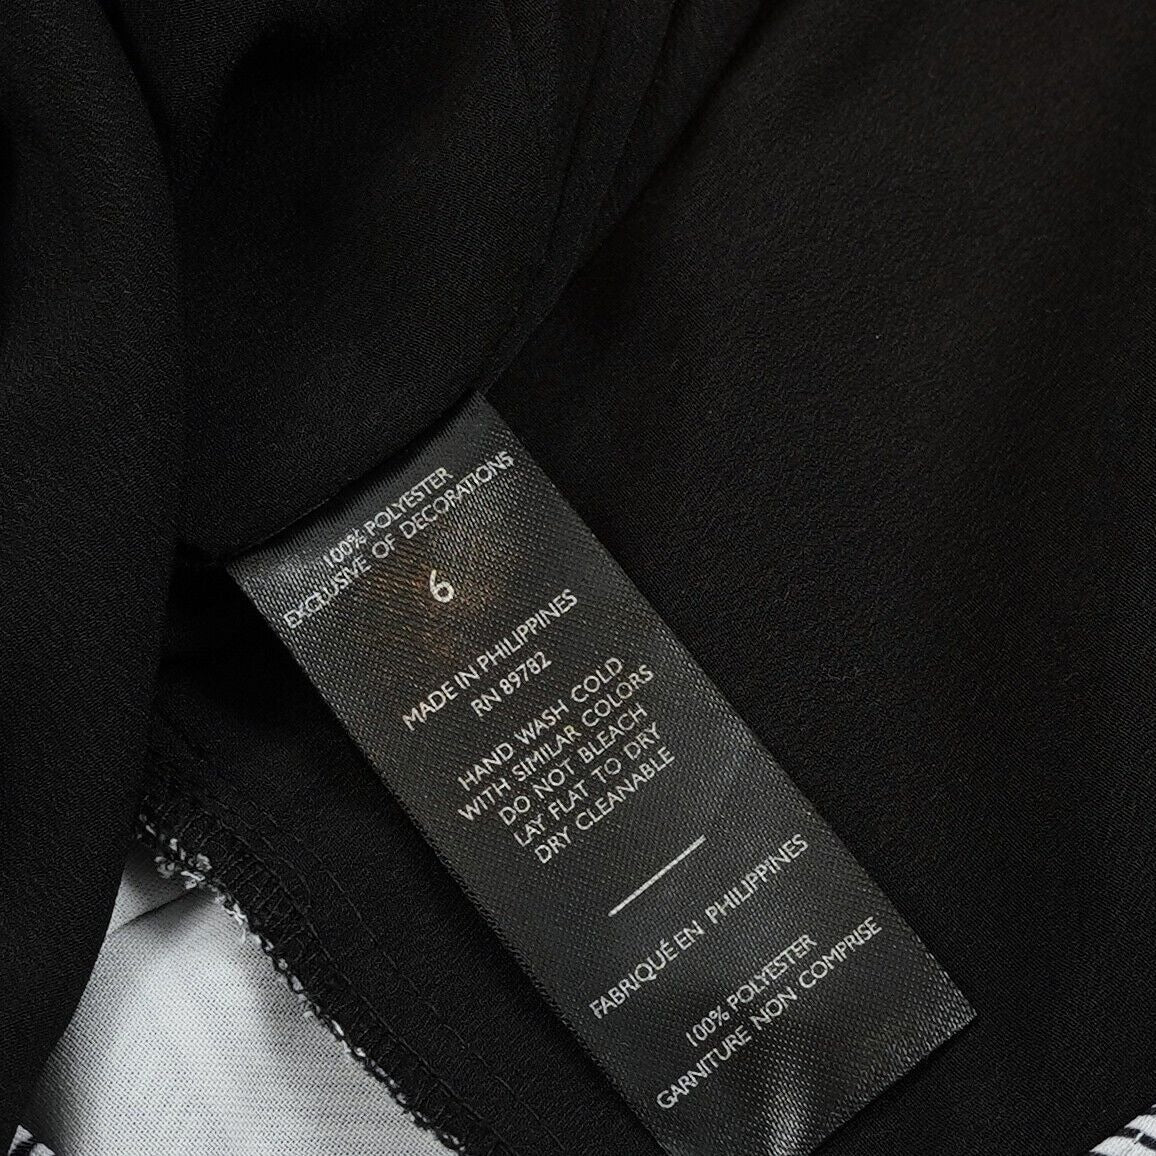 100% POLYESTER
EXCLUSIVE OF DECORATIONS
6
MADE IN PHILIPPINES
RN 89782
HAND WASH COLD
WITH SIMILAR COLORS
DO NOT BLEACH
LAY FLAT TO DRY
DRY CLEANABLE
FABRIQUÉ EN PHILIPPINES
100% POLYESTER
GARNITURE NON COMPRISE